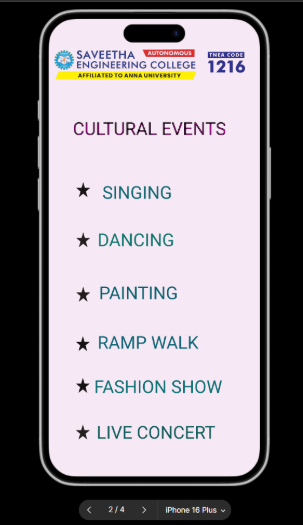 SAVEETHA AUTONOMOUS
ENGINEERING COLLEGE
AFFILIATED TO ANNA UNIVERSITY
TNEA CODE
1216
CULTURAL EVENTS
★ SINGING
★ DANCING
★ PAINTING
★ RAMP WALK
★ FASHION SHOW
★ LIVE CONCERT
< 2 / 4 > iPhone 16 Plus